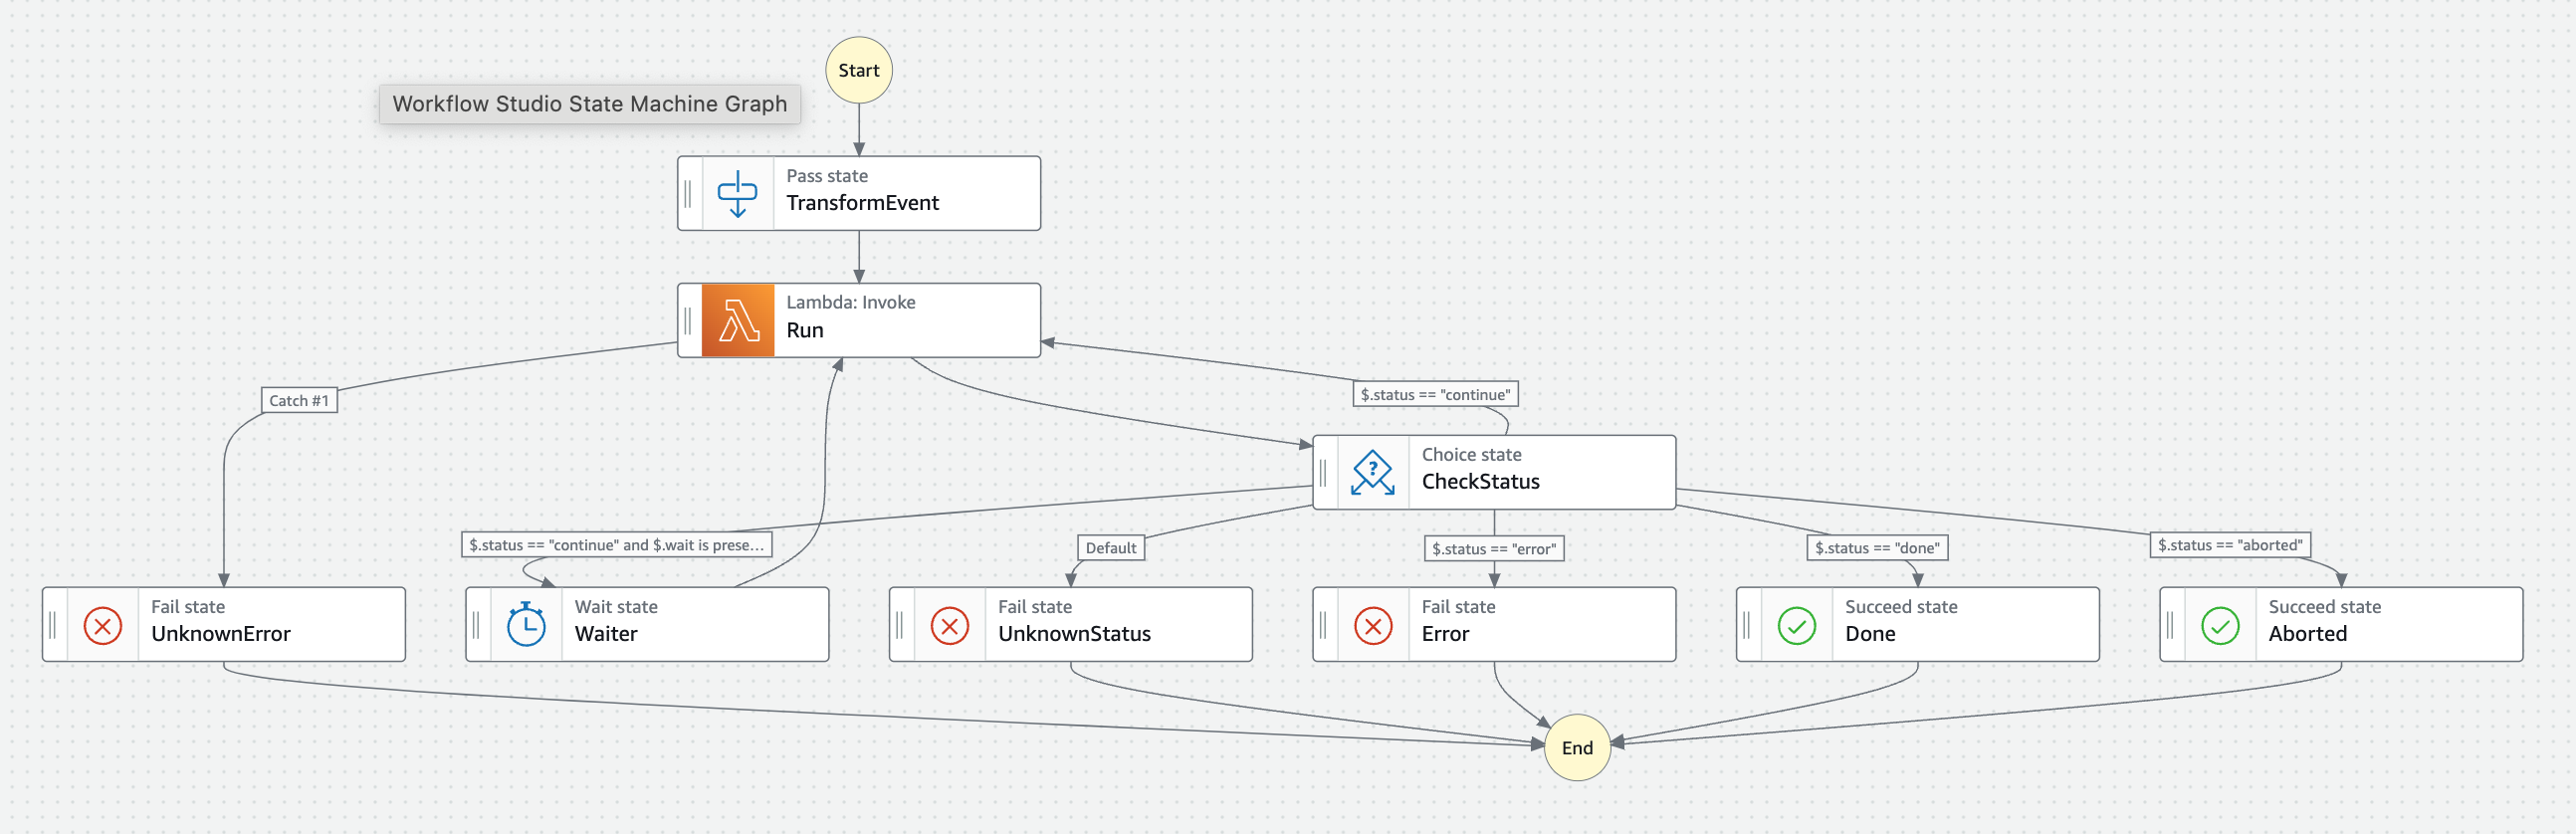 Start
Workflow Studio State Machine Graph
Pass state
TransformEvent
Lambda: Invoke
Run
Catch #1
$.status == "continue"
Choice state
CheckStatus
$.status == "continue" and $.wait is prese...
Default
$.status == "error"
$.status == "done"
$.status == "aborted"
Fail state
UnknownError
Wait state
Waiter
Fail state
UnknownStatus
Fail state
Error
Succeed state
Done
Succeed state
Aborted
End